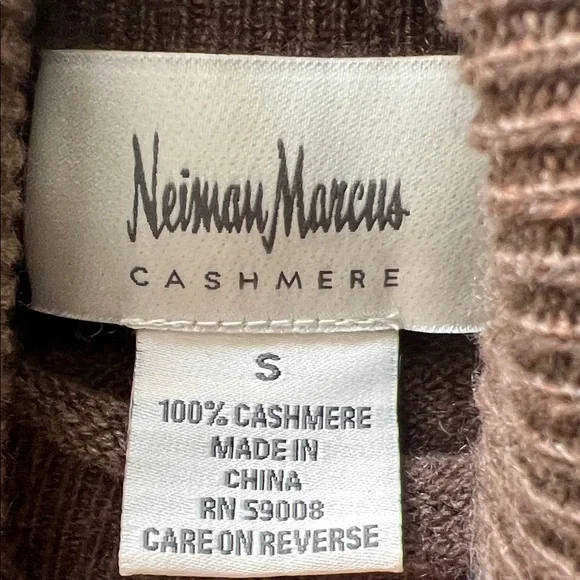 Neiman Marcus
CASHMERE
S
100% CASHMERE
MADE IN
CHINA
RN 59008
CARE ON REVERSE